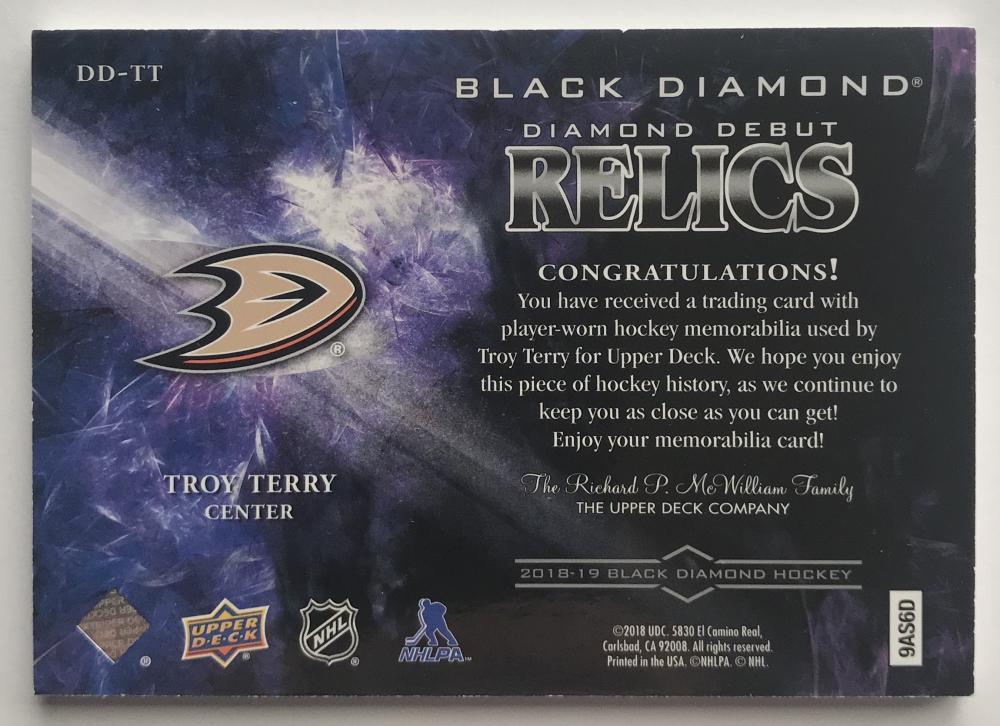 DD-TT
BLACK DIAMOND®
DIAMOND DEBUT
RELICS
CONGRATULATIONS!
You have received a trading card with
player-worn hockey memorabilia used by
Troy Terry for Upper Deck. We hope you enjoy
this piece of hockey history, as we continue to
keep you as close as you can get!
Enjoy your memorabilia card!
The Richard P. McWilliam Family
THE UPPER DECK COMPANY
®
TROY TERRY
CENTER
2018-19 BLACK DIAMOND HOCKEY
®
UPPER
D·E·C·K
®
NHL
®
NHLPA™
©2018 UDC. 5830 El Camino Real,
Carlsbad, CA 92008. All rights reserved.
Printed in the USA. ©NHLPA. © NHL.
9AS6D